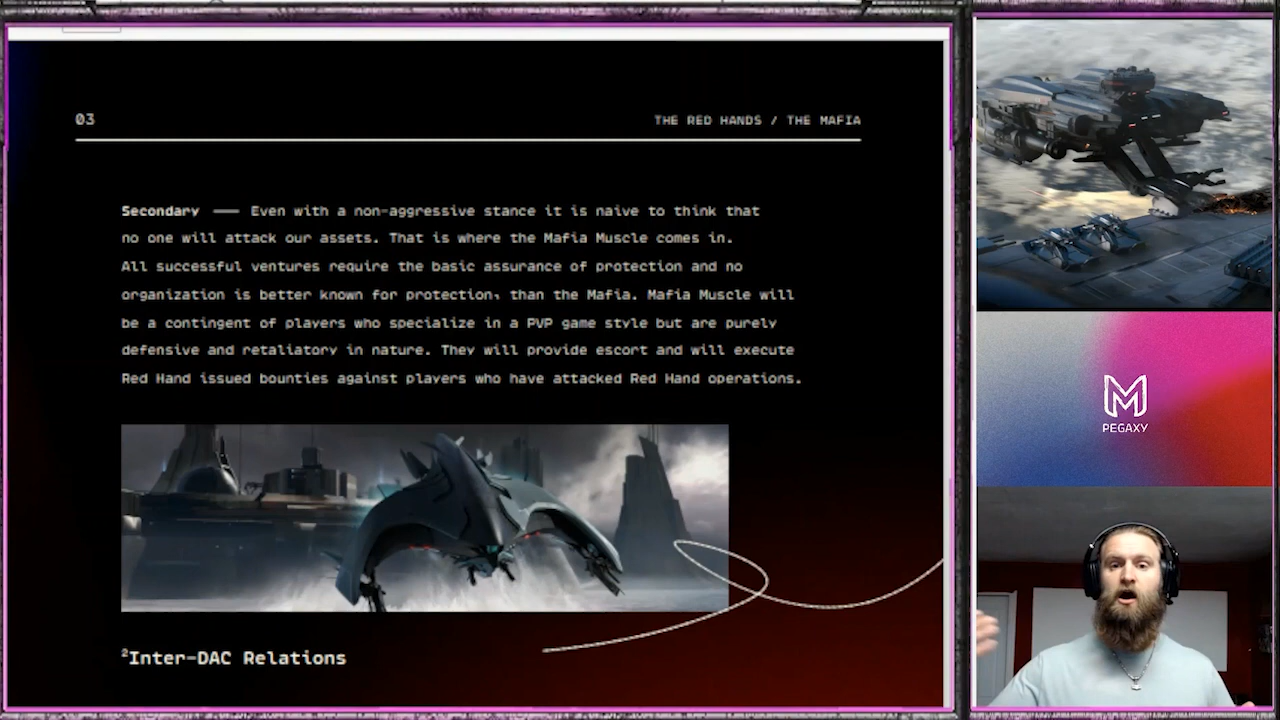 03
THE RED HANDS / THE MAFIA
Secondary — Even with a non-aggressive stance it is naive to think that
no one will attack our assets. That is where the Mafia Muscle comes in.
All successful ventures require the basic assurance of protection and no
organization is better known for protection, than the Mafia. Mafia Muscle will
be a contingent of players who specialize in a PVP game style but are purely
defensive and retaliatory in nature. They will provide escort and will execute
Red Hand issued bounties against players who have attacked Red Hand operations.
²Inter-DAC Relations
PEGAXY